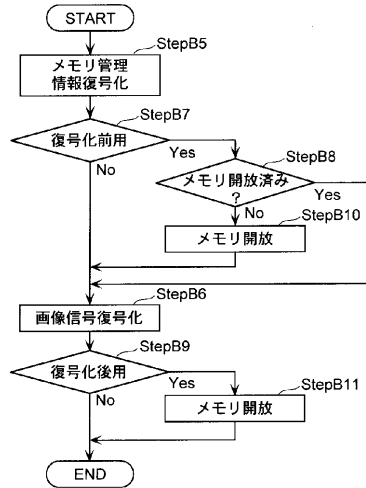 START
StepB5
メモリ管理
情報復号化
StepB7
復号化前用
Yes
No
StepB8
メモリ開放済み
?
Yes
No
StepB10
メモリ開放
StepB6
画像信号復号化
StepB9
復号化後用
Yes
No
StepB11
メモリ開放
END